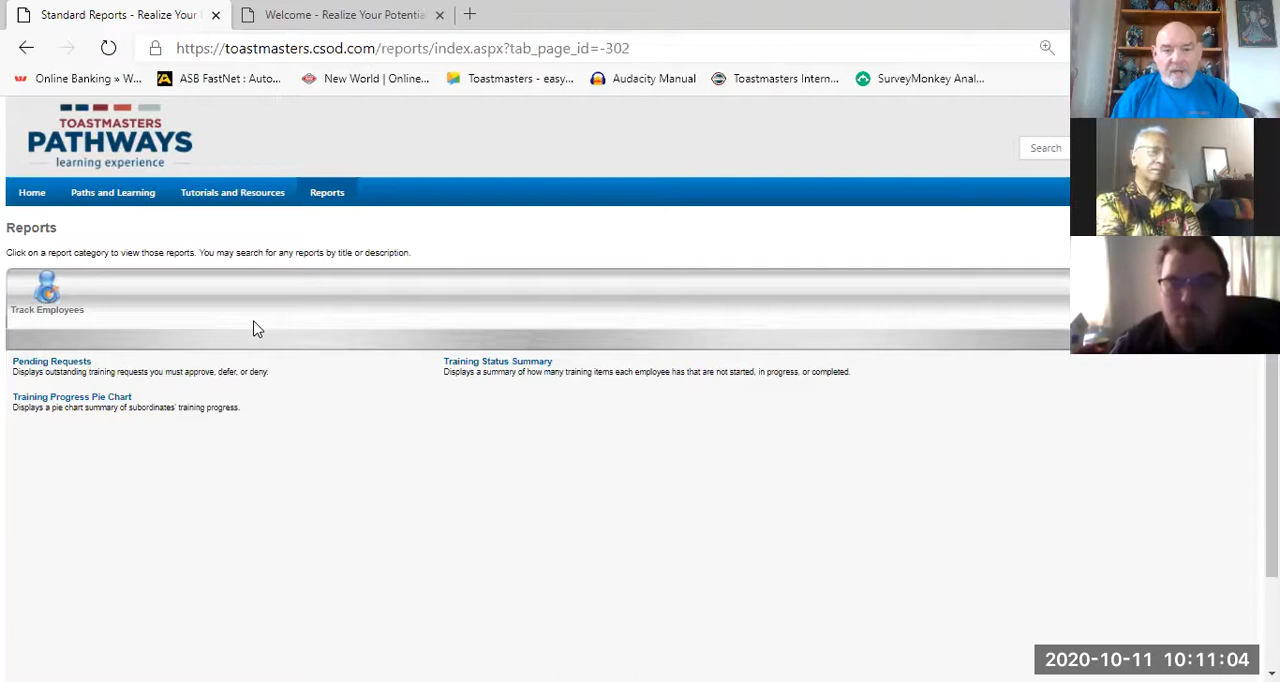 Standard Reports - Realize Your
Welcome - Realize Your Potentia
https://toastmasters.csod.com/reports/index.aspx?tab_page_id=-302
Online Banking » W...
ASB FastNet : Auto...
New World | Online...
Toastmasters - easy...
Audacity Manual
Toastmasters Intern...
SurveyMonkey Anal...
TOASTMASTERS
PATHWAYS
learning experience
Search
Home
Paths and Learning
Tutorials and Resources
Reports
Reports
Click on a report category to view those reports. You may search for any reports by title or description.
Track Employees
Pending Requests
Displays outstanding training requests you must approve, defer, or deny.
Training Status Summary
Displays a summary of how many training items each employee has that are not started, in progress, or completed.
Training Progress Pie Chart
Displays a pie chart summary of subordinates' training progress.
2020-10-11 10:11:04